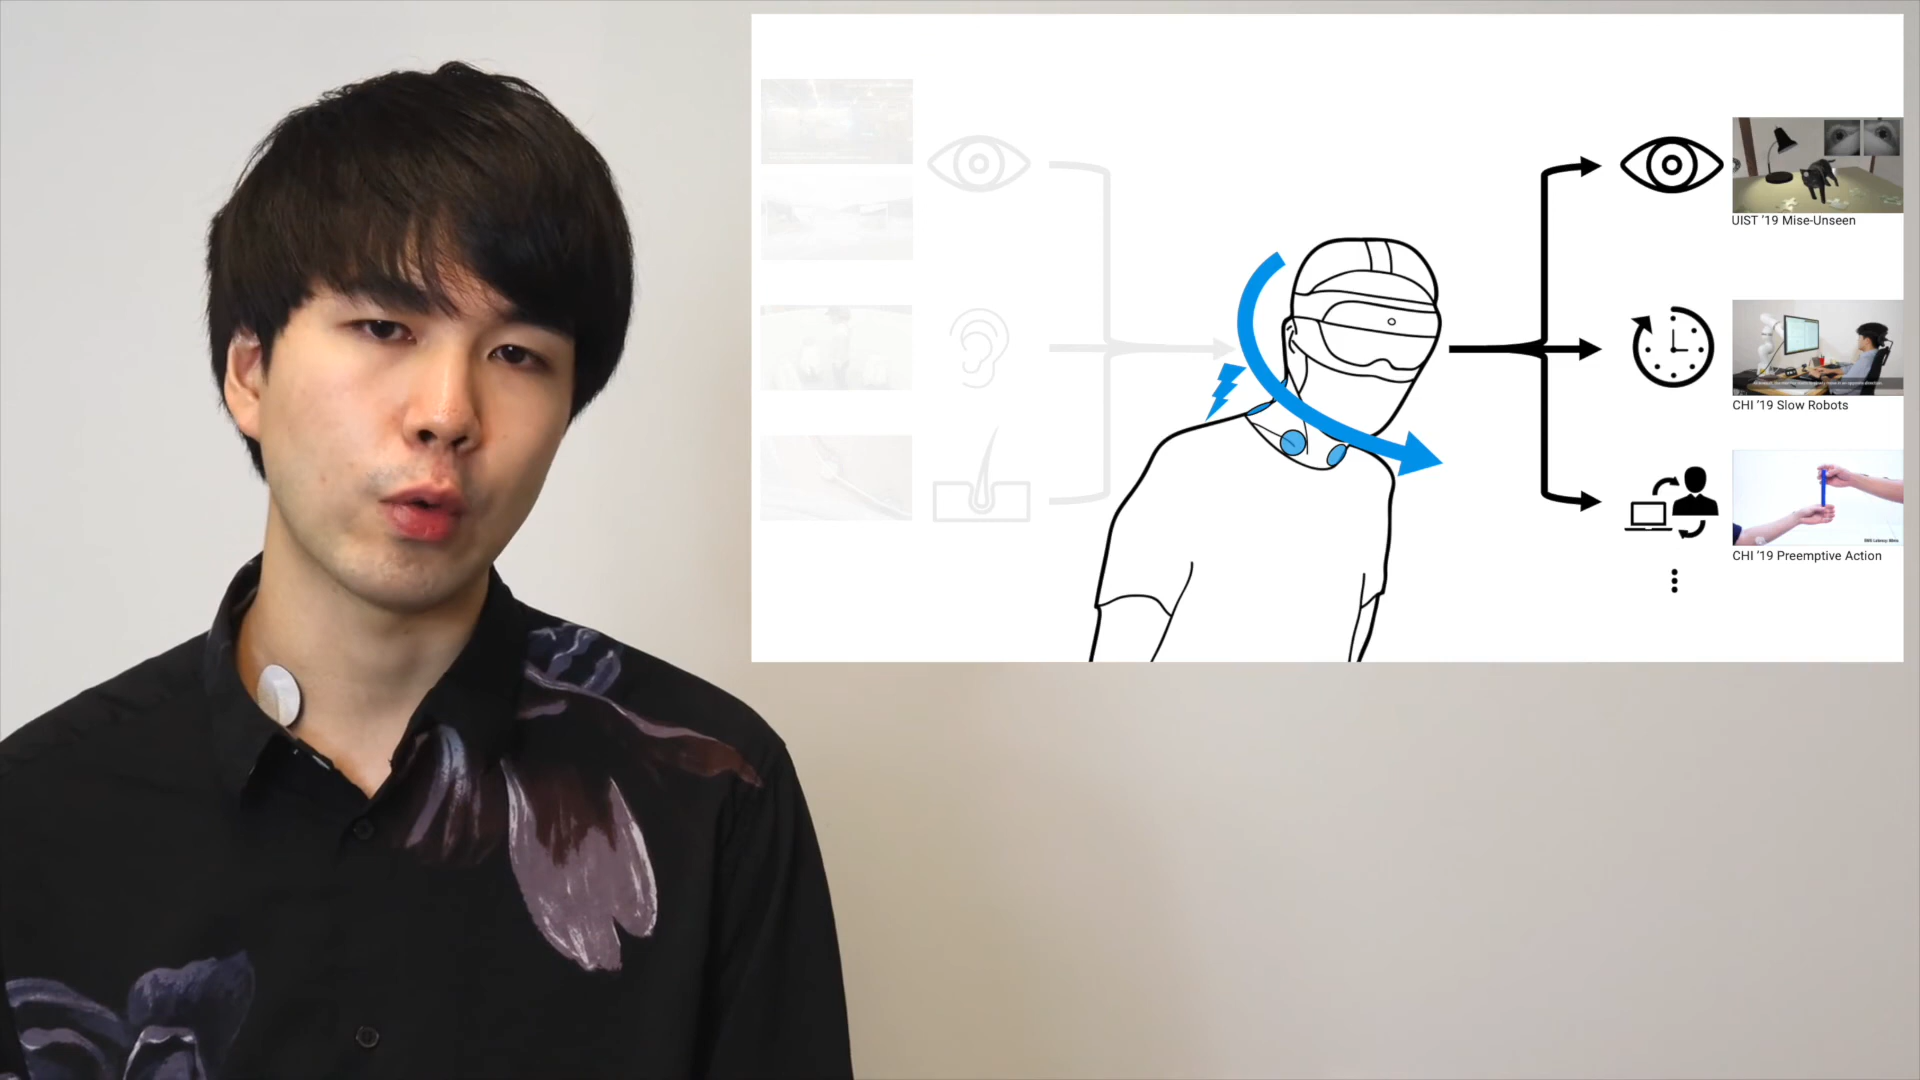 UIST '19 Mise-Unseen
CHI '19 Slow Robots
CHI '19 Preemptive Action